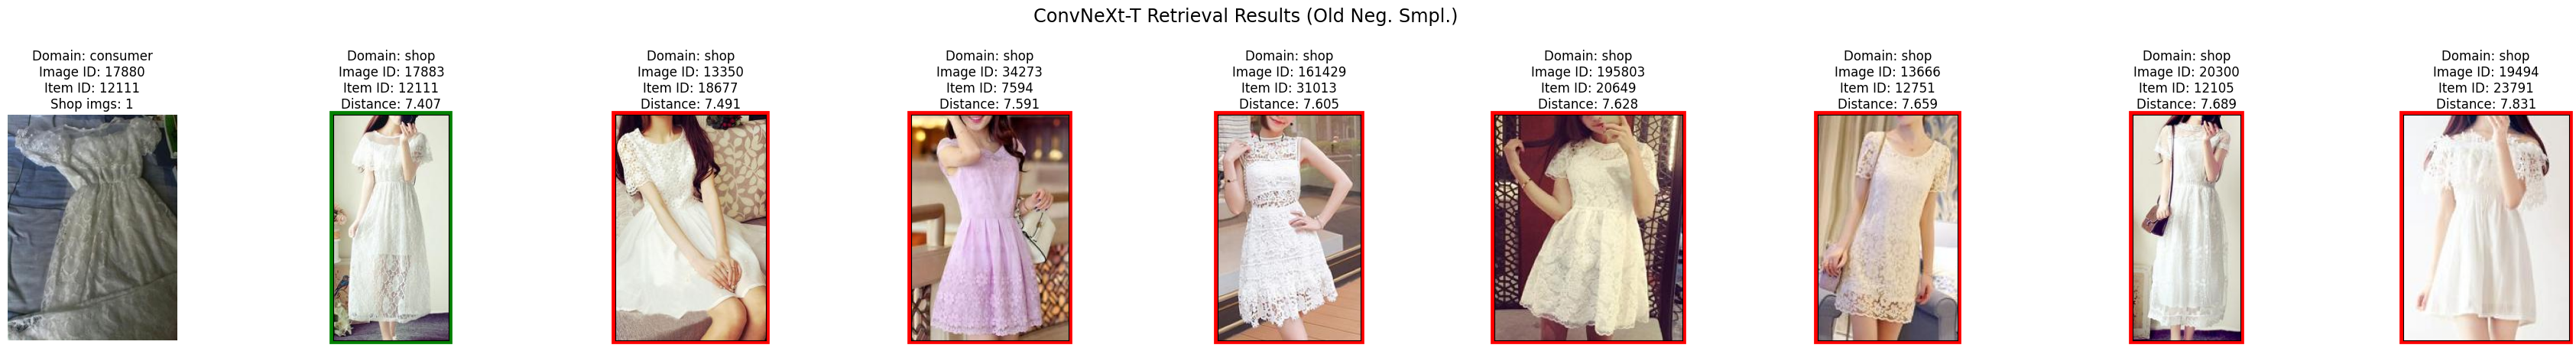 ConvNeXt-T Retrieval Results (Old Neg. Smpl.)
Domain: consumer
Image ID: 17880
Item ID: 12111
Shop imgs: 1
Domain: shop
Image ID: 17883
Item ID: 12111
Distance: 7.407
Domain: shop
Image ID: 13350
Item ID: 18677
Distance: 7.491
Domain: shop
Image ID: 34273
Item ID: 7594
Distance: 7.591
Domain: shop
Image ID: 161429
Item ID: 31013
Distance: 7.605
Domain: shop
Image ID: 195803
Item ID: 20649
Distance: 7.628
Domain: shop
Image ID: 13666
Item ID: 12751
Distance: 7.659
Domain: shop
Image ID: 20300
Item ID: 12105
Distance: 7.689
Domain: shop
Image ID: 19494
Item ID: 23791
Distance: 7.831